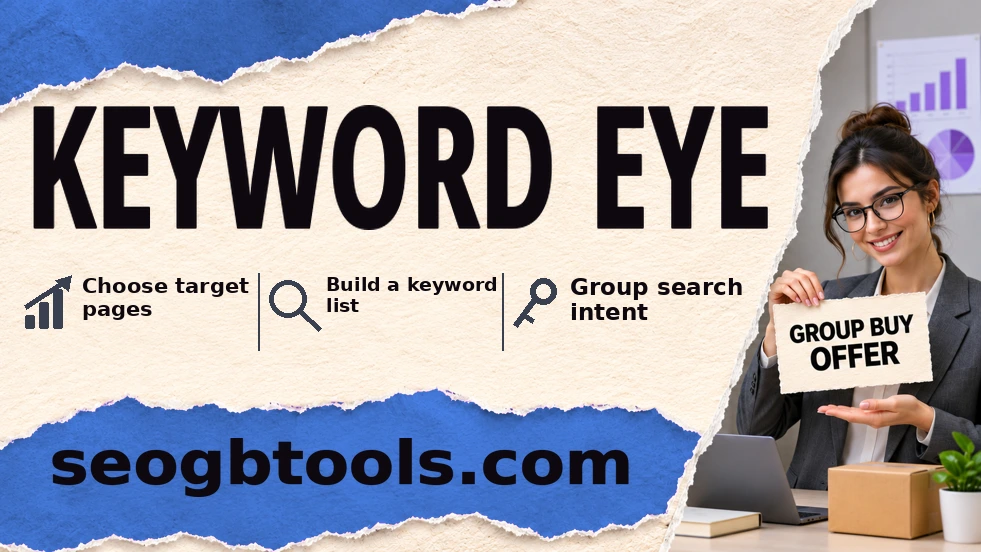 KEYWORD EYE
Choose target
pages
Build a keyword
list
Group search
intent
GROUP BUY
OFFER
seogbtools.com